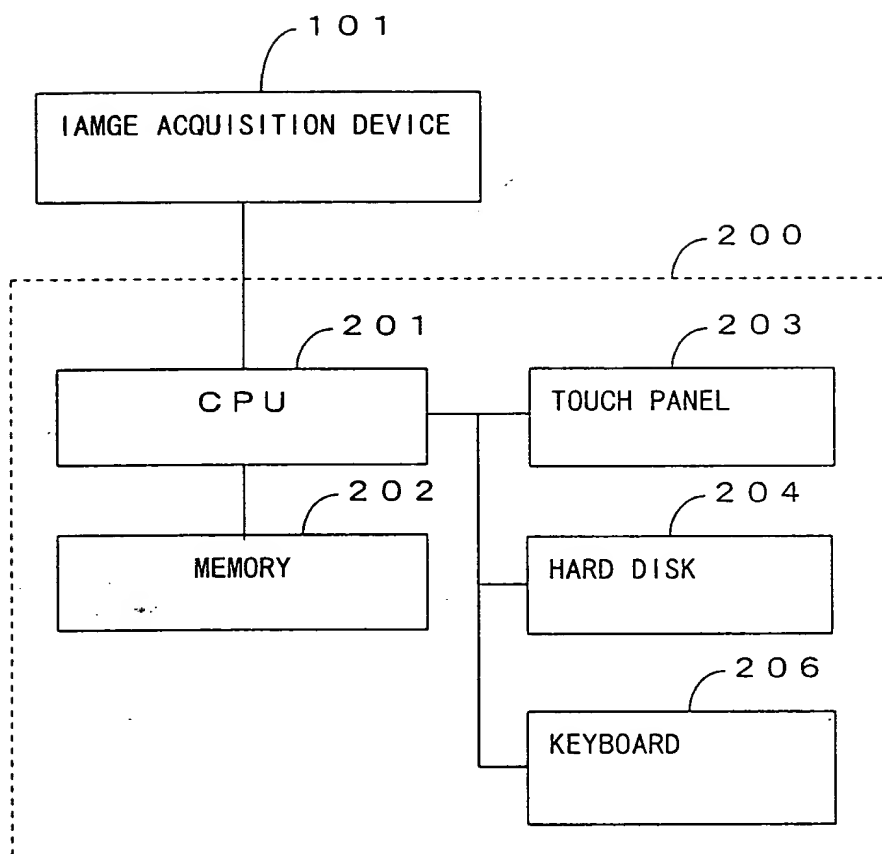 101
IAMGE ACQUISITION DEVICE
200
201
203
CPU
TOUCH PANEL
202
204
MEMORY
HARD DISK
206
KEYBOARD